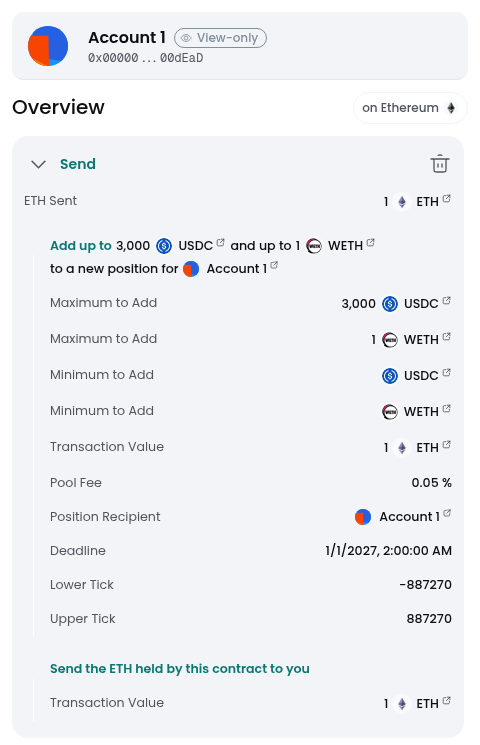 Account 1 View-only
0x00000...00dEaD
Overview on Ethereum
Send
ETH Sent 1 ETH
Add up to 3,000 USDC and up to 1 WETH
to a new position for Account 1
Maximum to Add 3,000 USDC
Maximum to Add 1 WETH
Minimum to Add USDC
Minimum to Add WETH
Transaction Value 1 ETH
Pool Fee 0.05 %
Position Recipient Account 1
Deadline 1/1/2027, 2:00:00 AM
Lower Tick -887270
Upper Tick 887270
Send the ETH held by this contract to you
Transaction Value 1 ETH